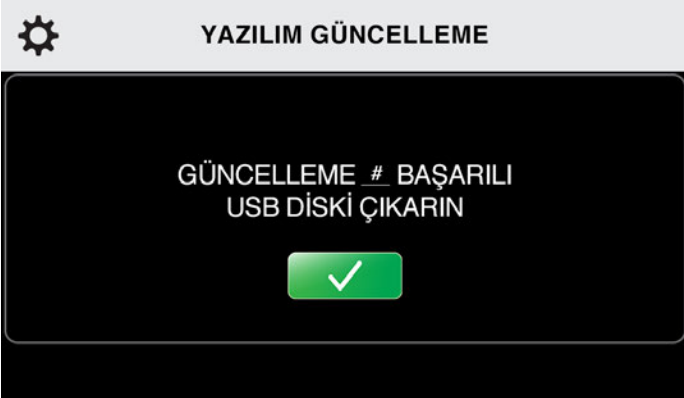 YAZILIM GÜNCELLEME
GÜNCELLEME # BAŞARILI
USB DİSKİ ÇIKARIN